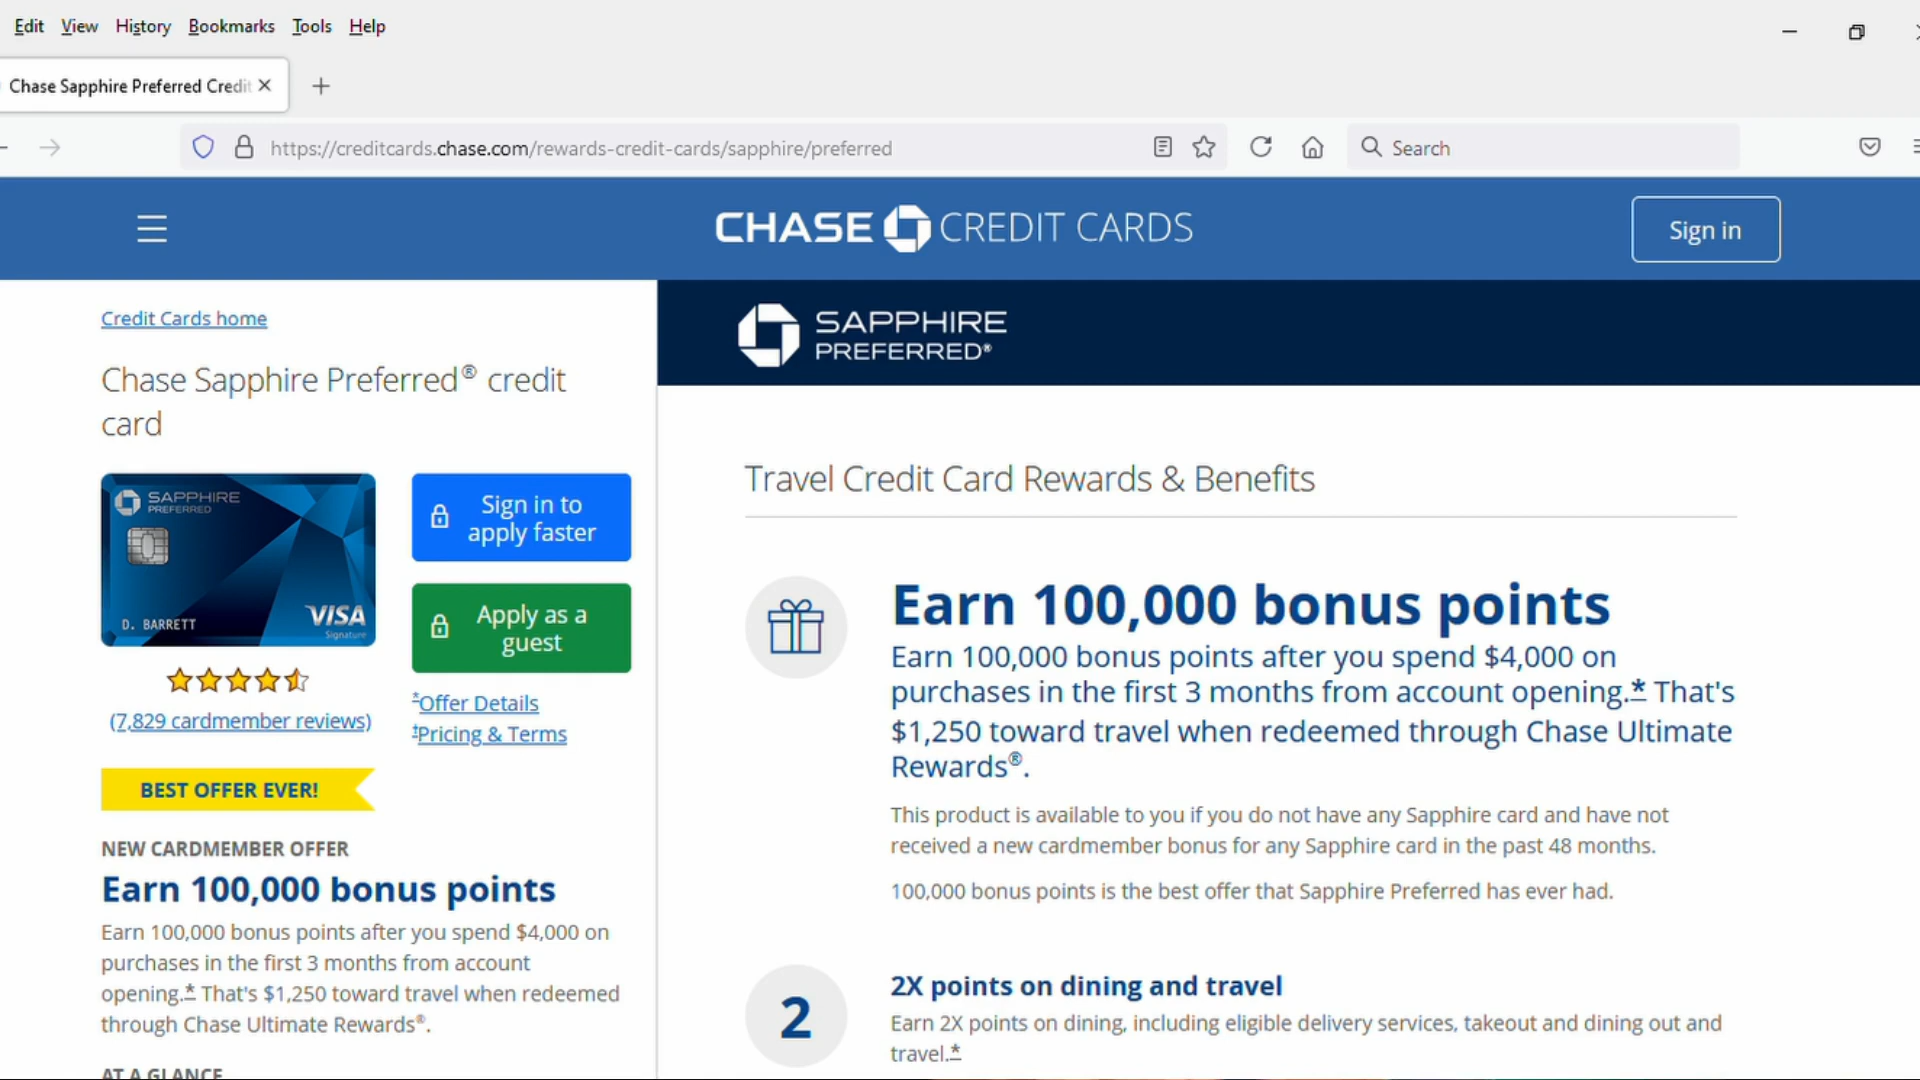 Edit View History Bookmarks Tools Help
Chase Sapphire Preferred Credit
https://creditcards.chase.com/rewards-credit-cards/sapphire/preferred
Search
CHASE CREDIT CARDS
Sign in
Credit Cards home
Chase Sapphire Preferred® credit
card
SAPPHIRE
PREFERRED
D. BARRETT
VISA
Signature
Sign in to
apply faster
Apply as a
guest
(7,829 cardmember reviews)
*Offer Details
†Pricing & Terms
BEST OFFER EVER!
NEW CARDMEMBER OFFER
Earn 100,000 bonus points
Earn 100,000 bonus points after you spend $4,000 on
purchases in the first 3 months from account
opening.* That's $1,250 toward travel when redeemed
through Chase Ultimate Rewards®.
AT A GLANCE
SAPPHIRE
PREFERRED®
Travel Credit Card Rewards & Benefits
Earn 100,000 bonus points
Earn 100,000 bonus points after you spend $4,000 on
purchases in the first 3 months from account opening.* That's
$1,250 toward travel when redeemed through Chase Ultimate
Rewards®.
This product is available to you if you do not have any Sapphire card and have not
received a new cardmember bonus for any Sapphire card in the past 48 months.
100,000 bonus points is the best offer that Sapphire Preferred has ever had.
2
2X points on dining and travel
Earn 2X points on dining, including eligible delivery services, takeout and dining out and
travel.*